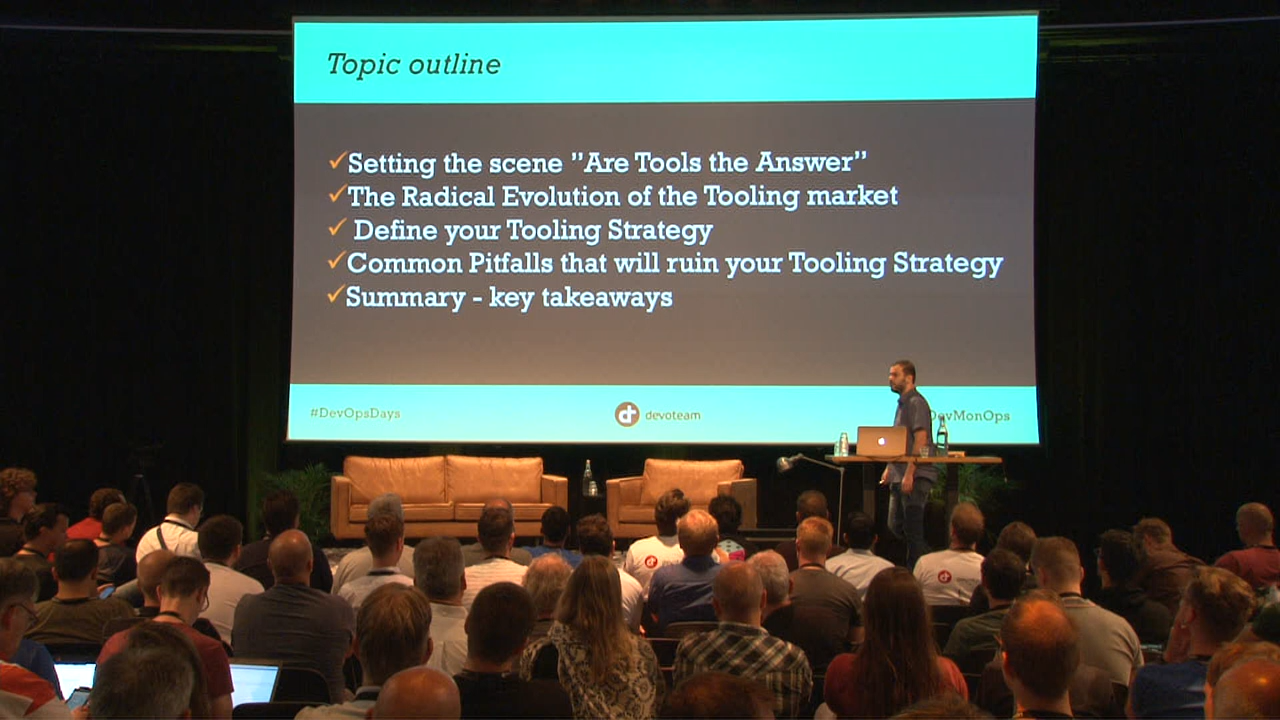 Topic outline
Setting the scene ”Are Tools the Answer”
The Radical Evolution of the Tooling market
Define your Tooling Strategy
Common Pitfalls that will ruin your Tooling Strategy
Summary - key takeaways
#DevOpsDays
devoteam
DevMonOps